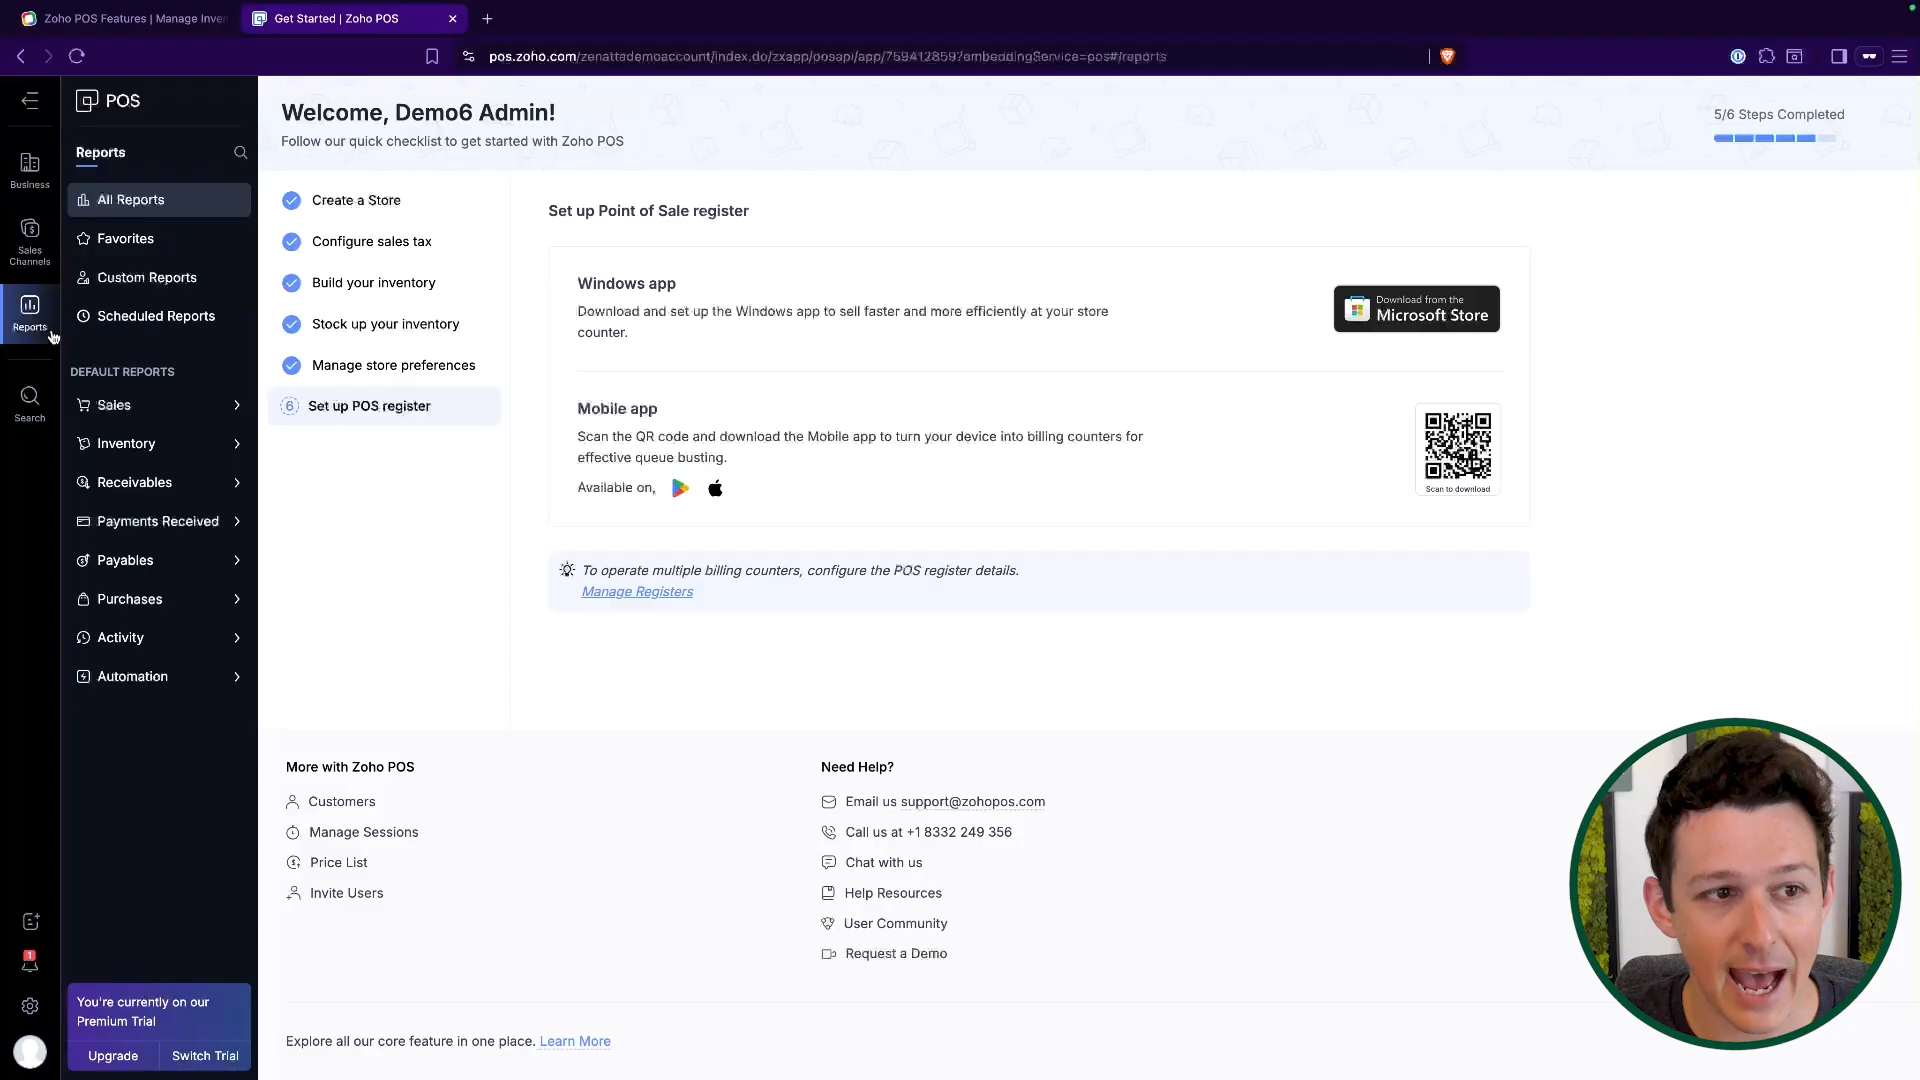 Zoho POS Features | Manage Inven
Get Started | Zoho POS
pos.zoho.com/zenattademoaccount/index.do/zxapp/posapi/app/759412859?embeddingService=pos#/reports
POS
Reports
All Reports
Favorites
Custom Reports
Scheduled Reports
DEFAULT REPORTS
Sales
Inventory
Receivables
Payments Received
Payables
Purchases
Activity
Automation
Business
Sales
Channels
Reports
Search
1
You're currently on our
Premium Trial
Upgrade
Switch Trial
Welcome, Demo6 Admin!
Follow our quick checklist to get started with Zoho POS
5/6 Steps Completed
Create a Store
Configure sales tax
Build your inventory
Stock up your inventory
Manage store preferences
6 Set up POS register
Set up Point of Sale register
Windows app
Download and set up the Windows app to sell faster and more efficiently at your store
counter.
Download from the
Microsoft Store
Mobile app
Scan the QR code and download the Mobile app to turn your device into billing counters for
effective queue busting.
Available on,
Scan to download
To operate multiple billing counters, configure the POS register details.
Manage Registers
More with Zoho POS
Customers
Manage Sessions
Price List
Invite Users
Need Help?
Email us support@zohopos.com
Call us at +1 8332 249 356
Chat with us
Help Resources
User Community
Request a Demo
Explore all our core feature in one place. Learn More